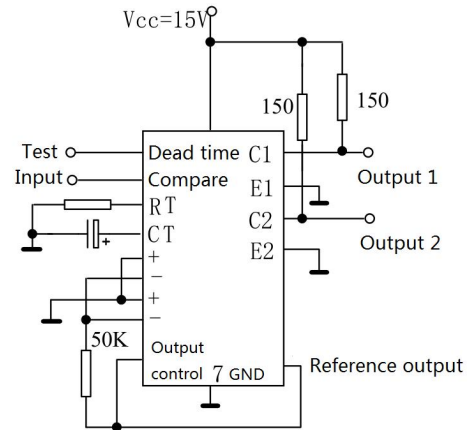 Vcc=15V
150
150
Test
Dead time
C1
Input
Compare
Output 1
RT
E1
CT
C2
Output 2
+
+
−
E2
+
−
50K
Output
control
7
GND
Reference output